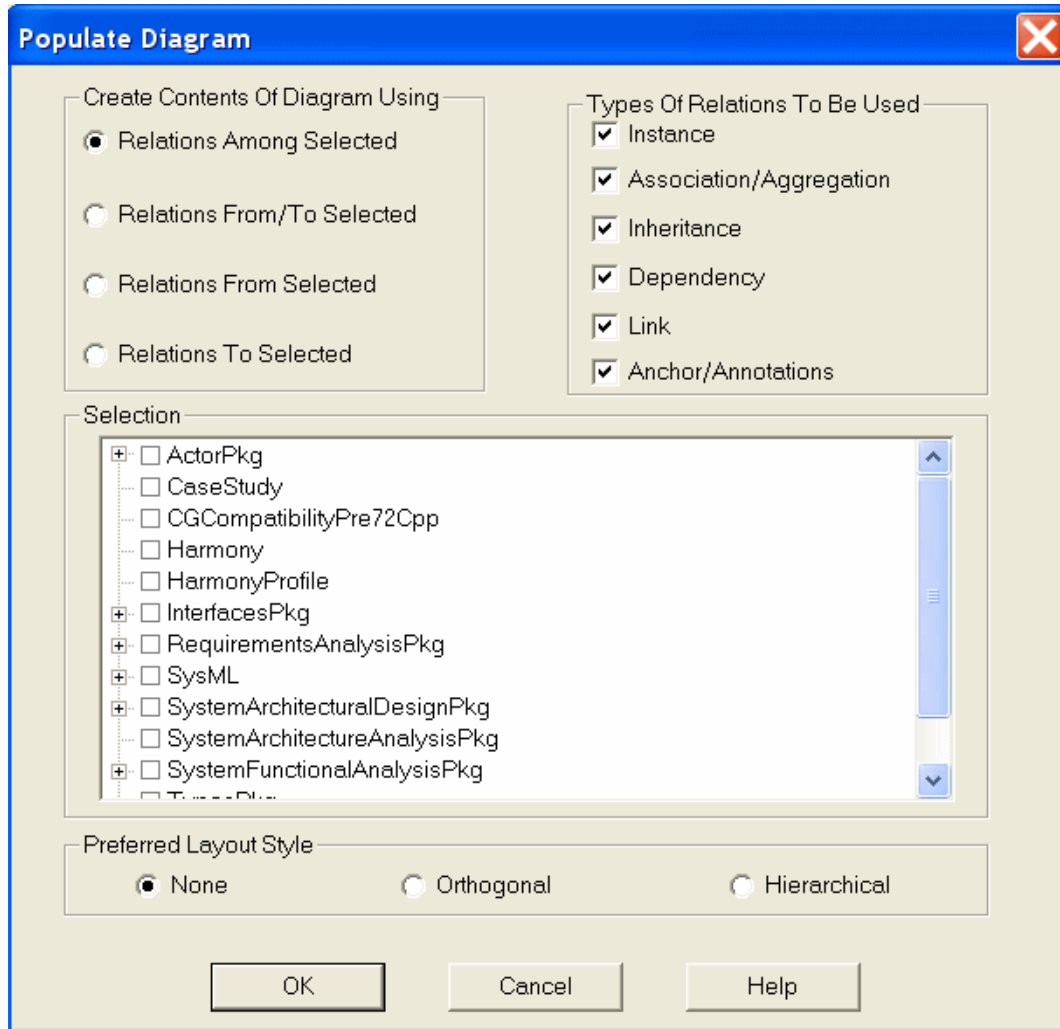 Populate Diagram
Create Contents Of Diagram Using
Relations Among Selected
Relations From/To Selected
Relations From Selected
Relations To Selected
Types Of Relations To Be Used
Instance
Association/Aggregation
Inheritance
Dependency
Link
Anchor/Annotations
Selection
ActorPkg
CaseStudy
CGCompatibilityPre72Cpp
Harmony
HarmonyProfile
InterfacesPkg
RequirementsAnalysisPkg
SysML
SystemArchitecturalDesignPkg
SystemArchitectureAnalysisPkg
SystemFunctionalAnalysisPkg
Preferred Layout Style
None Orthogonal Hierarchical
OK Cancel Help